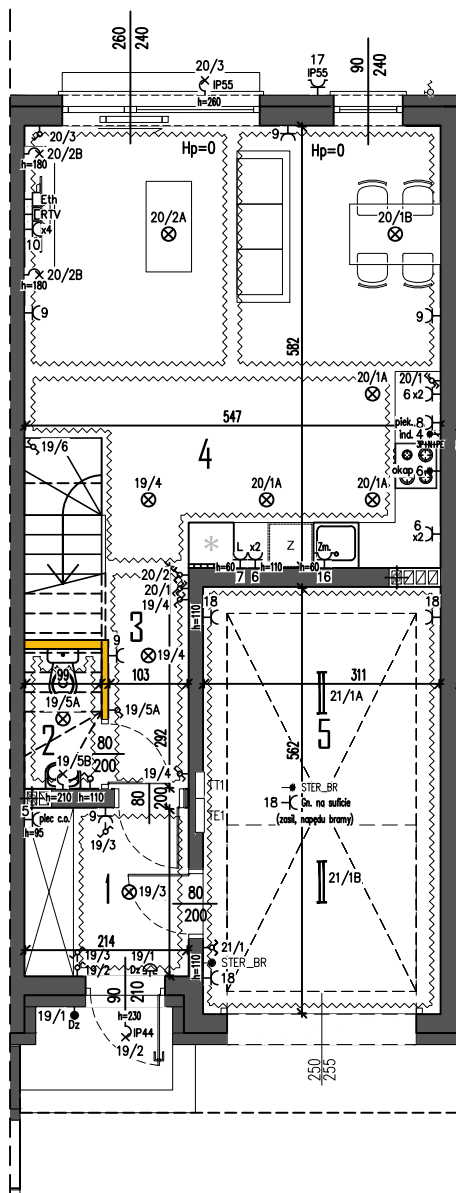 260
240
20/3
IP55
h=260
17
IP55
90
240
20/3
h=180
20/2B
Hp=0
9
Hp=0
Eth
RTV
x4
10
20/2A
20/1B
20/2B
h=180
9
9
582
20/1A
20/1
6 x2
547
piek. 8
ind. 4
3P+N+PE
19/6
4
okap 6
19/4
20/1A
20/1A
6
x2
L
x2
Z
Zm.
h=60
h=110
h=60
7
6
16
20/2
20/1
19/4
3
18
h=110
18
9
19/4
99
103
311
19/5A
19/5A
21/1A
2
80
200
292
562
5
19/5B
19/4
h=210
h=110
STER_BR
TT1
TE1
18
Gn. na suficie
(zasil, napędu bramy)
5
piec c.o.
h=95
9
19/3
80
200
1
19/3
80
200
21/1B
214
19/3
19/2
19/1
Dz
21/1
STER_BR
h=110
18
19/1
Dz
90
210
h=230
IP44
19/2
250
255